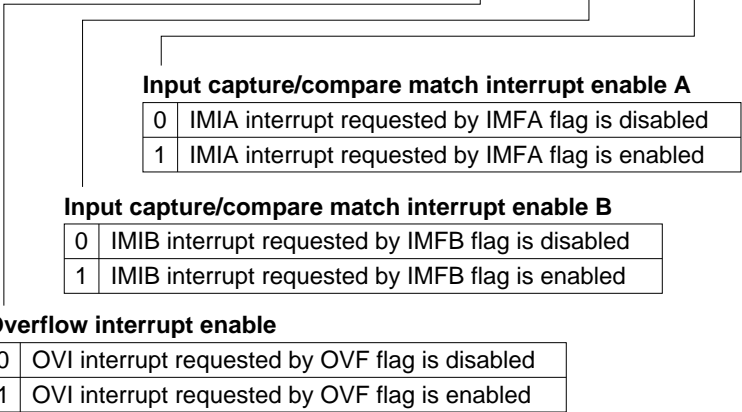 Input capture/compare match interrupt enable A
0 IMIA interrupt requested by IMFA flag is disabled
1 IMIA interrupt requested by IMFA flag is enabled
Input capture/compare match interrupt enable B
0 IMIB interrupt requested by IMFB flag is disabled
1 IMIB interrupt requested by IMFB flag is enabled
Overflow interrupt enable
0 OVI interrupt requested by OVF flag is disabled
1 OVI interrupt requested by OVF flag is enabled